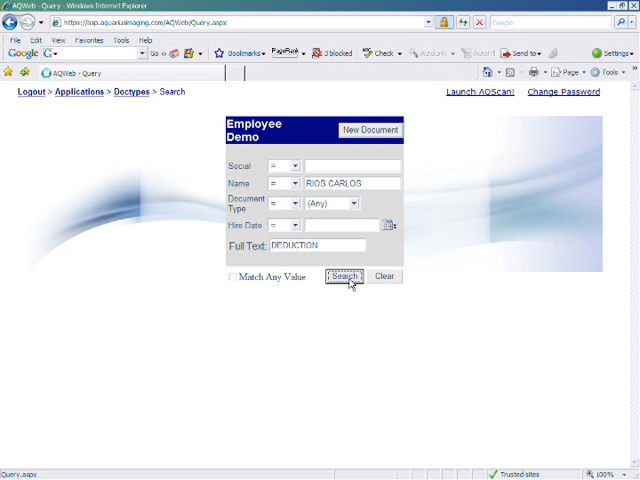 AQWeb - Query - Windows Internet Explorer
https://asp.aquariusimaging.com/AQWeb/Query.aspx
Google
File Edit View Favorites Tools Help
Google G Go Bookmarks PageRank 3 blocked Check AutoLink AutoFill Send to Settings
AQWeb - Query Page Tools
Logout > Applications > Doctypes > Search Launch AQScan! Change Password
Employee
Demo
New Document
Social =
Name = RIOS CARLOS
Document
Type = (Any)
Hire Date =
Full Text: DEDUCTION
Match Any Value Search Clear
Query.aspx Trusted sites 100%